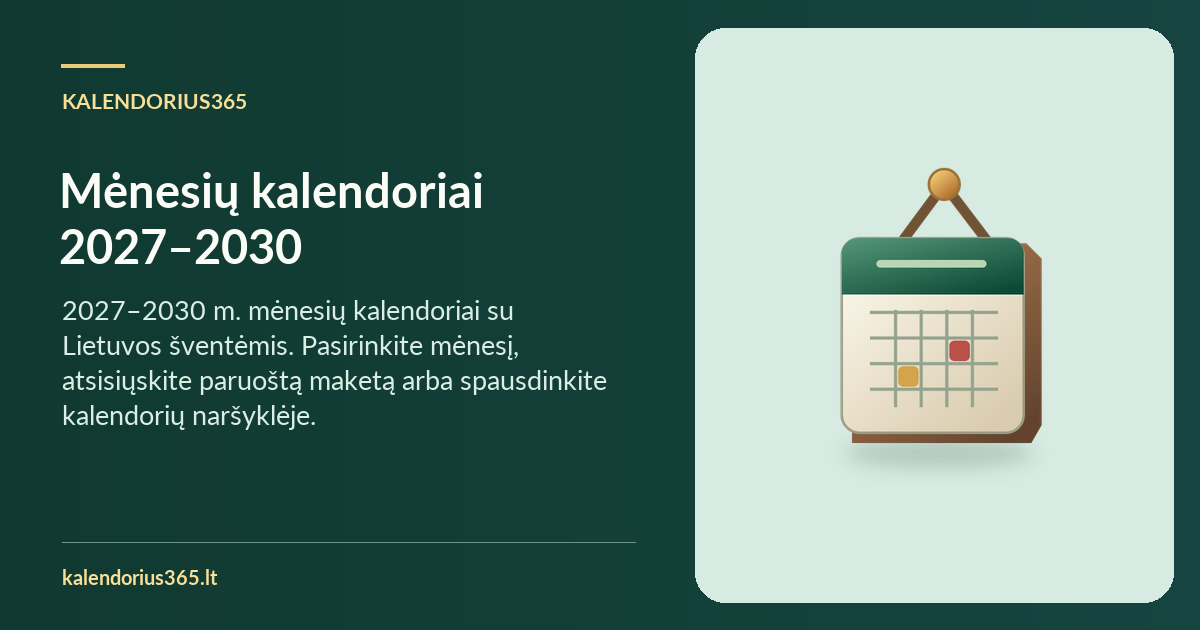 KALENDORIUS365
Mėnesių kalendoriai
2027–2030
2027–2030 m. mėnesių kalendoriai su
Lietuvos šventėmis. Pasirinkite mėnesį,
atsisiųskite paruoštą maketą arba spausdinkite
kalendorių naršyklėje.
kalendorius365.lt